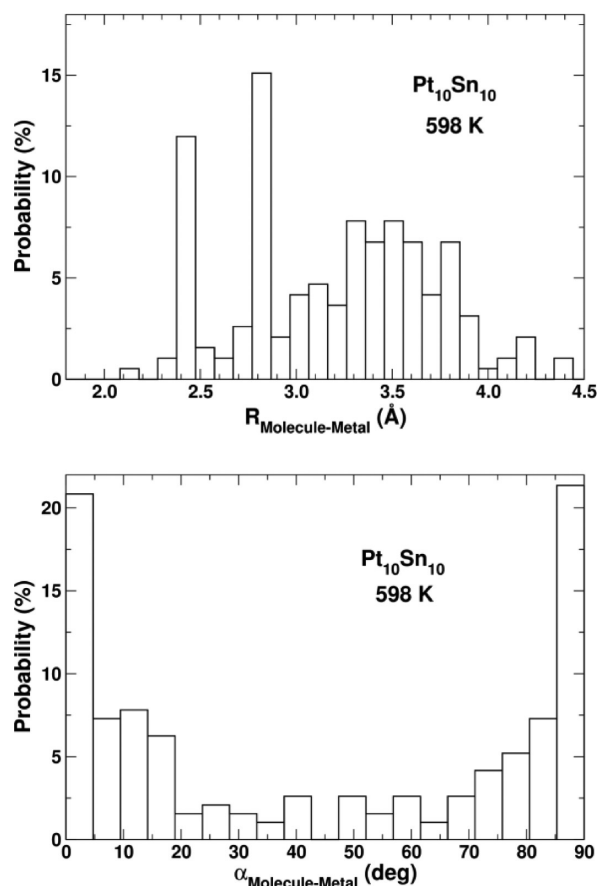 15
10
5
0
Probability (%)
Pt10Sn10
598 K
2.0 2.5 3.0 3.5 4.0 4.5
RMolecule-Metal (Å)
20
15
10
5
0
Probability (%)
Pt10Sn10
598 K
0 10 20 30 40 50 60 70 80 90
αMolecule-Metal (deg)